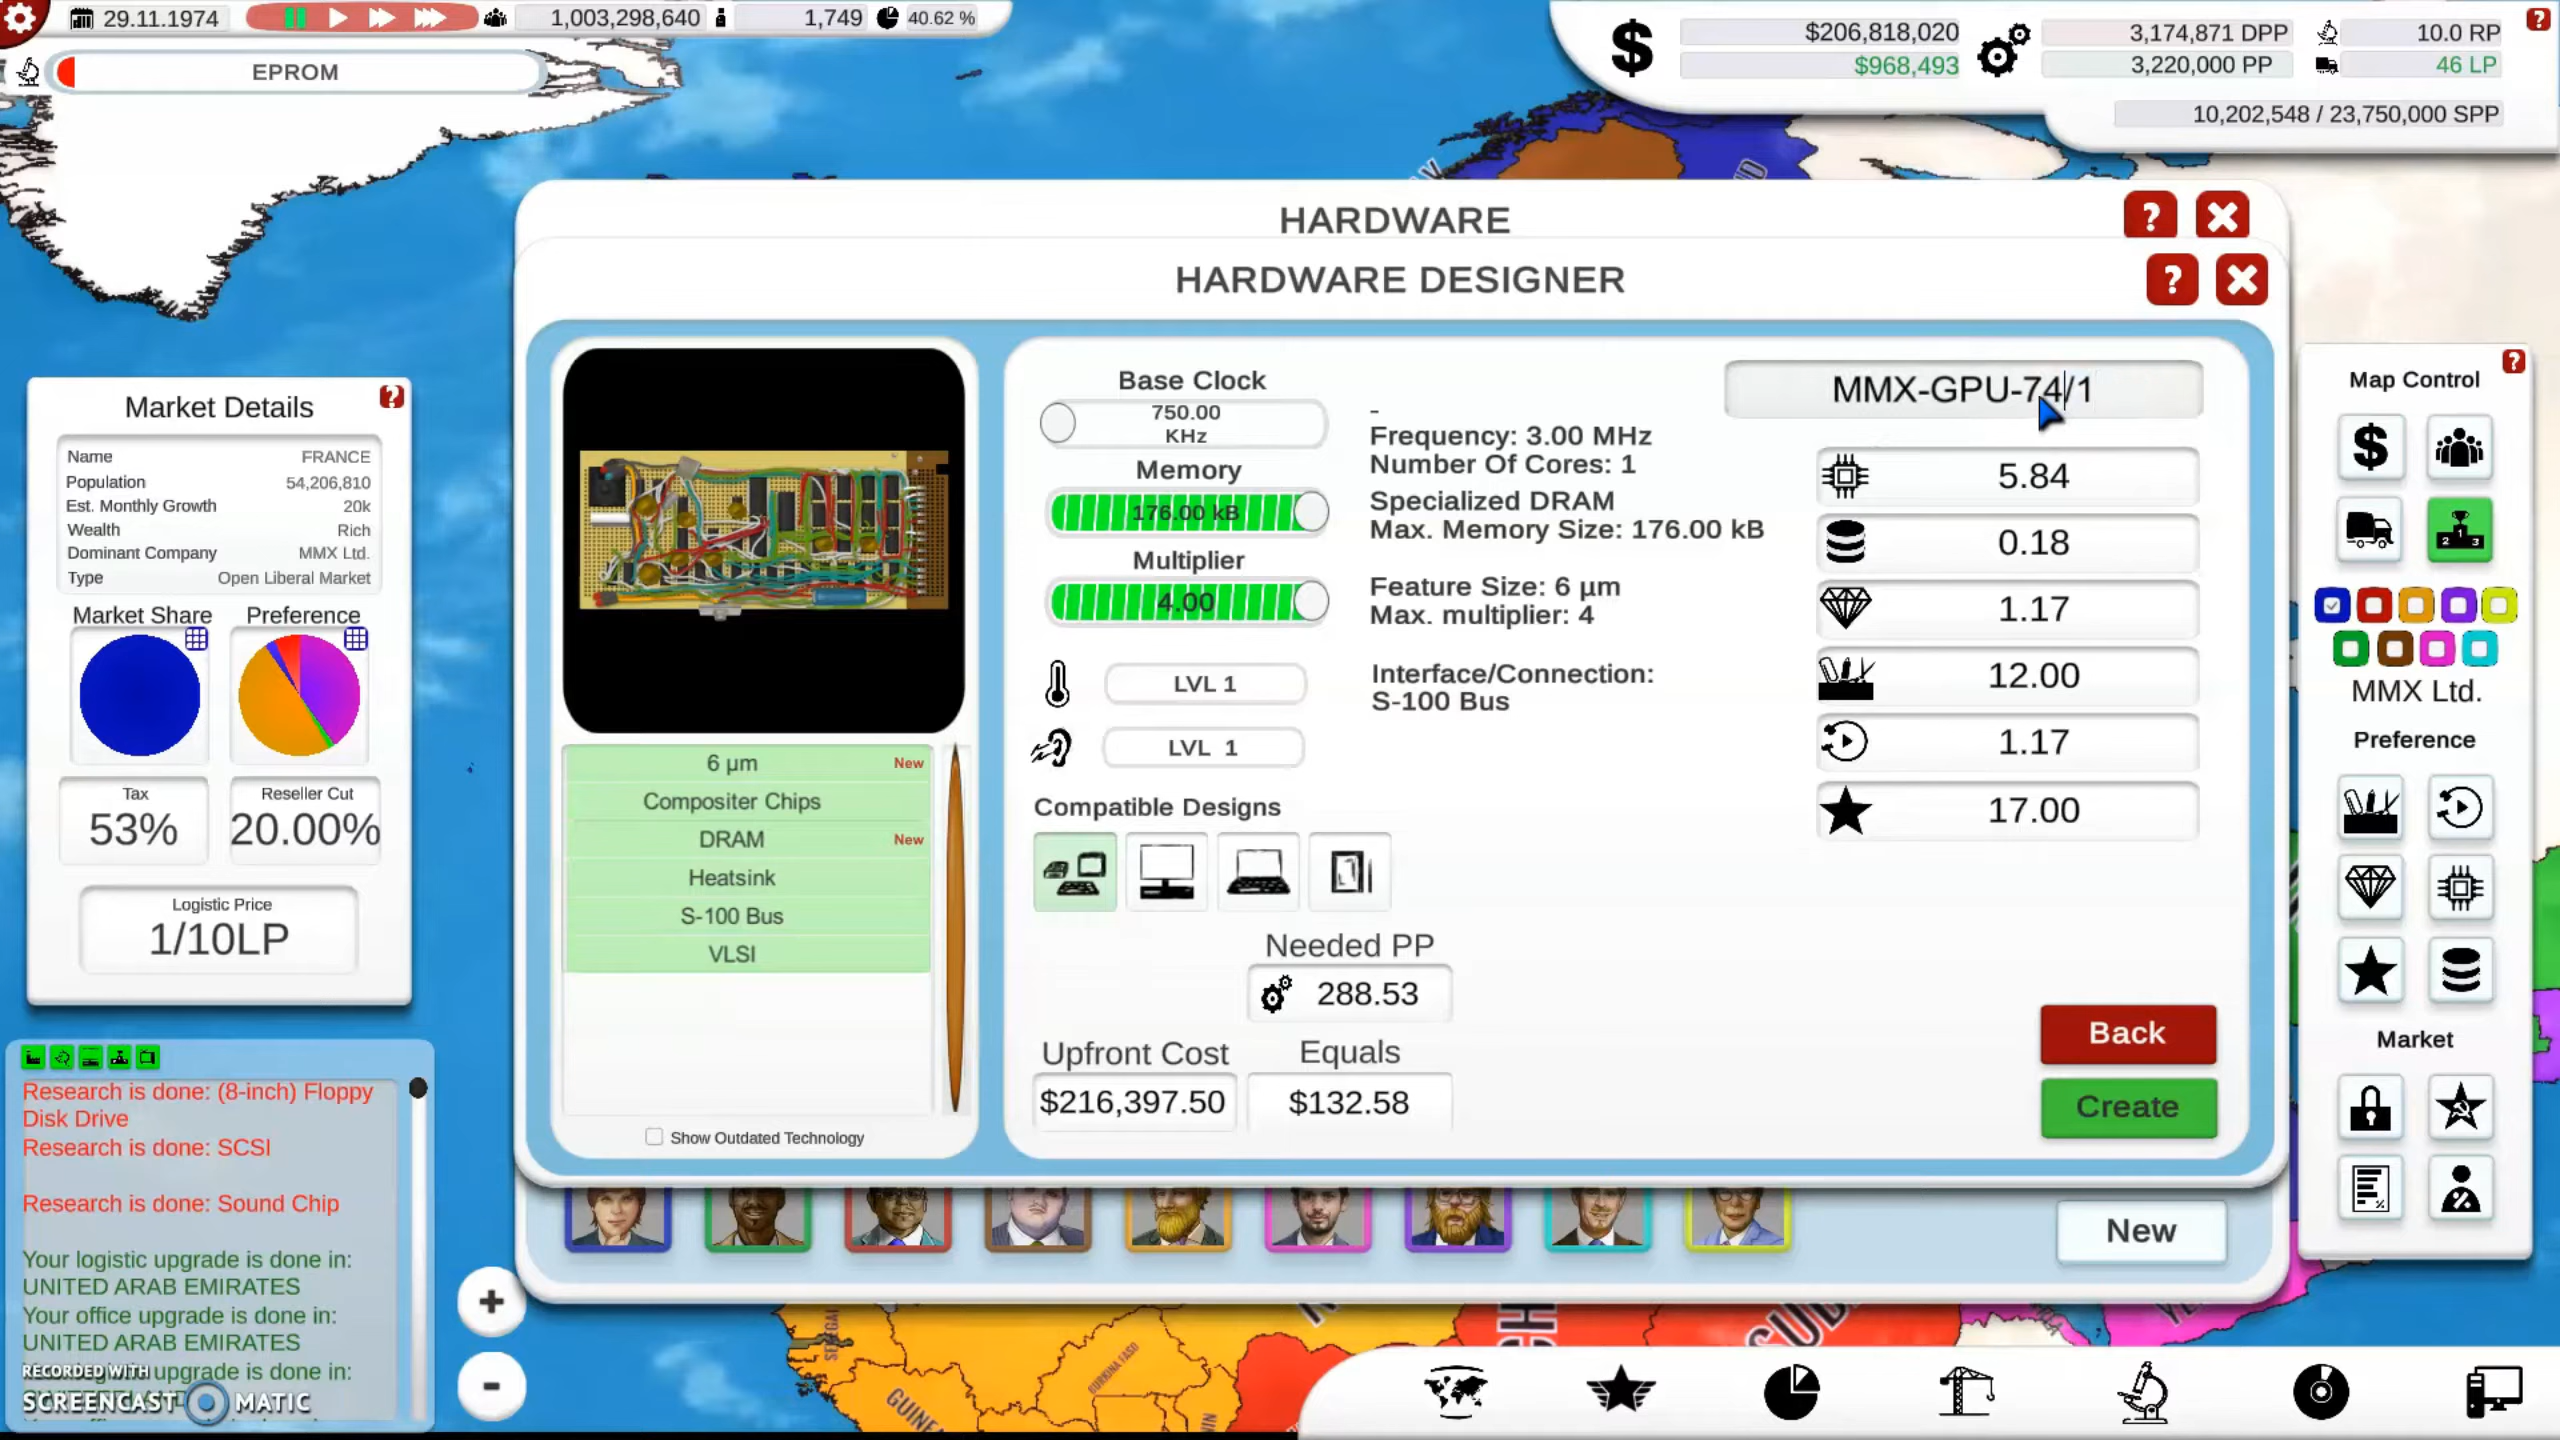 29.11.1974
1,003,298,640
1,749
40.62 %
EPROM
$206,818,020
$968,493
3,174,871 DPP
3,220,000 PP
10.0 RP
46 LP
10,202,548 / 23,750,000 SPP
?
HARDWARE
?
HARDWARE DESIGNER
?
Market Details
?
Name FRANCE
Population 54,206,810
Est. Monthly Growth 20k
Wealth Rich
Dominant Company MMX Ltd.
Type Open Liberal Market
Market Share Preference
Tax
53%
Reseller Cut
20.00%
Logistic Price
1/10LP
Research is done: (8-inch) Floppy
Disk Drive
Research is done: SCSI
Research is done: Sound Chip
Your logistic upgrade is done in:
UNITED ARAB EMIRATES
Your office upgrade is done in:
UNITED ARAB EMIRATES
upgrade is done in:
RECORDED WITH
SCREENCAST MATIC
6 µm New
Compositer Chips
DRAM New
Heatsink
S-100 Bus
VLSI
Show Outdated Technology
Base Clock
750.00
KHz
Memory
176.00 kB
Multiplier
4.00
LVL 1
LVL 1
-
Frequency: 3.00 MHz
Number Of Cores: 1
Specialized DRAM
Max. Memory Size: 176.00 kB
Feature Size: 6 µm
Max. multiplier: 4
Interface/Connection:
S-100 Bus
Compatible Designs
Needed PP
288.53
Upfront Cost
$216,397.50
Equals
$132.58
MMX-GPU-74/1
5.84
0.18
1.17
12.00
1.17
17.00
Back
Create
New
+
-
Map Control
?
MMX Ltd.
Preference
Market
SENEGAL
GUINE
BURKINA FASO
SUD